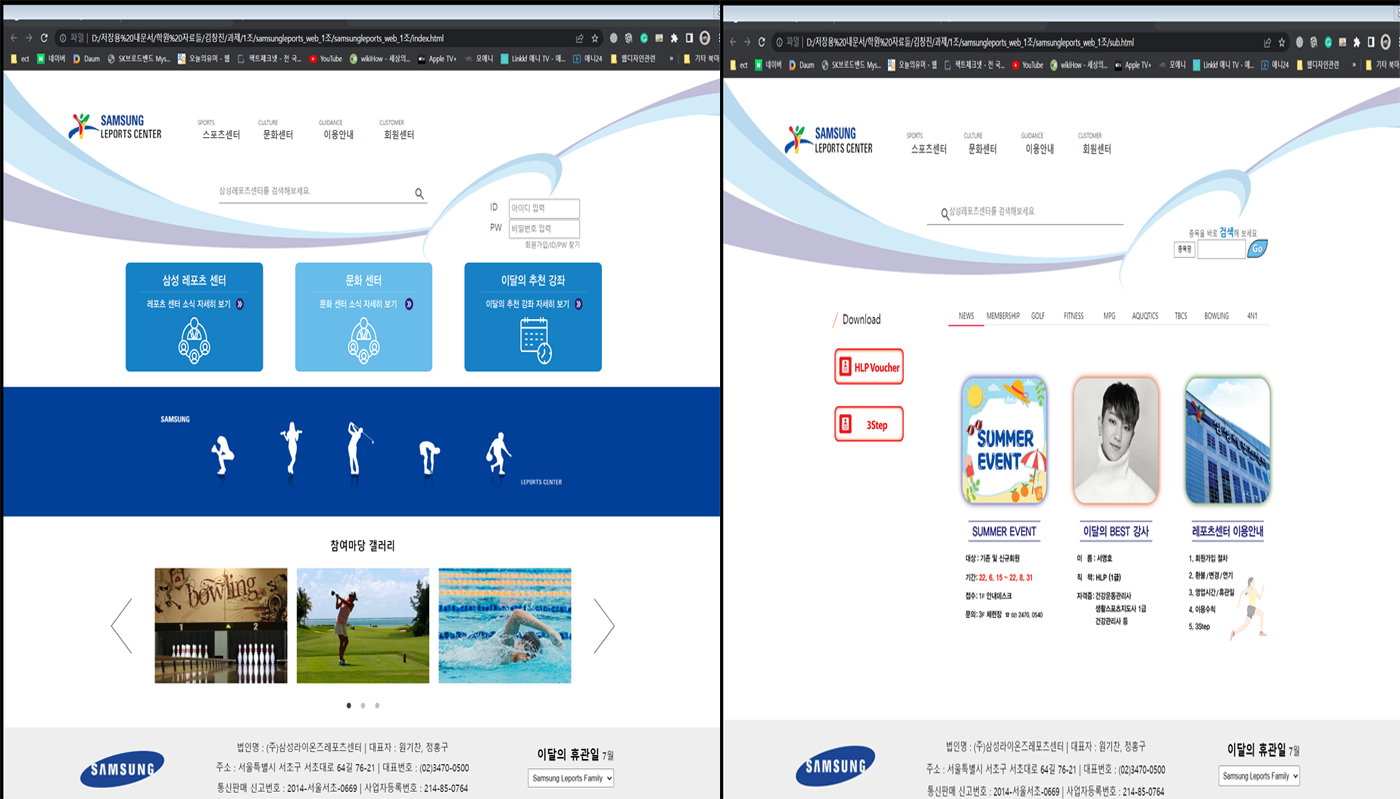 파일 | D:/저장용%20내문서/학원%20자료들/김창진/과제/1조/samsungleports_web_1조/samsungleports_web_1조/index.html
ect 네이버 Daum SK브로드밴드 Mys... 오늘의유머 - 웹 팩트체크넷 - 전 국... YouTube wikiHow - 세상의... Apple TV+ 모애니 Linkkf 애니 TV - 애... 애니24 웹디자인관련 » 기타 북마
SAMSUNG
LEPORTS CENTER
SPORTS CULTURE GUIDANCE CUSTOMER
스포츠센터 문화센터 이용안내 회원센터
삼성레포츠센터를 검색해보세요.
ID 아이디 입력
PW 비밀번호 입력
회원가입/ID/PW 찾기
삼성 레포츠 센터 문화 센터 이달의 추천 강좌
레포츠 센터 소식 자세히 보기 문화 센터 소식 자세히 보기 이달의 추천 강좌 자세히 보기
SAMSUNG
LEPORTS CENTER
참여마당 갤러리
bowling
1 2
SAMSUNG
법인명 : (주)삼성라이온즈레포츠센터 | 대표자 : 원기찬, 정홍구
주소 : 서울특별시 서초구 서초대로 64길 76-21 | 대표번호 : (02)3470-0500
통신판매 신고번호 : 2014-서울서초-0669 | 사업자등록번호 : 214-85-0764
이달의 휴관일 7월
Samsung Leports Family
파일 | D:/저장용%20내문서/학원%20자료들/김창진/과제/1조/samsungleports_web_1조/samsungleports_web_1조/sub.html
ect 네이버 Daum SK브로드밴드 Mys... 오늘의유머 - 웹 팩트체크넷 - 전 국... YouTube wikiHow - 세상의... Apple TV+ 모애니 Linkkf 애니 TV - 애... 애니24 웹디자인관련 » 기타 북마
SAMSUNG
LEPORTS CENTER
SPORTS CULTURE GUIDANCE CUSTOMER
스포츠센터 문화센터 이용안내 회원센터
삼성레포츠센터를 검색해보세요.
종목을 바로 검색해 보세요
종목명 Go
Download
HLP Voucher
3Step
NEWS MEMBERSHIP GOLF FITNESS MPG AQUQTICS TBCS BOWLING 4N1
SUMMER
EVENT
SUMMER EVENT
대상 : 기존 및 신규회원
기간: 22, 6, 15 ~ 22, 8, 31
접수 : 1F 안내데스크
문의: 3F 체련장 ☎ 02) 2470, 0540
이달의 BEST 강사
이 름 : 서명호
직 책: HLP (1급)
자격증: 건강운동관리사
생활스포츠지도사 1급
건강관리사 등
레포츠센터 이용안내
1. 회원가입 절차
2. 환불 /변경 /연기
3. 영업시간 /휴관일
4. 이용수칙
5. 3Step
SAMSUNG
법인명 : (주)삼성라이온즈레포츠센터 | 대표자 : 원기찬, 정홍구
주소 : 서울특별시 서초구 서초대로 64길 76-21 | 대표번호 : (02)3470-0500
통신판매 신고번호 : 2014-서울서초-0669 | 사업자등록번호 : 214-85-0764
이달의 휴관일 7월
Samsung Leports Family